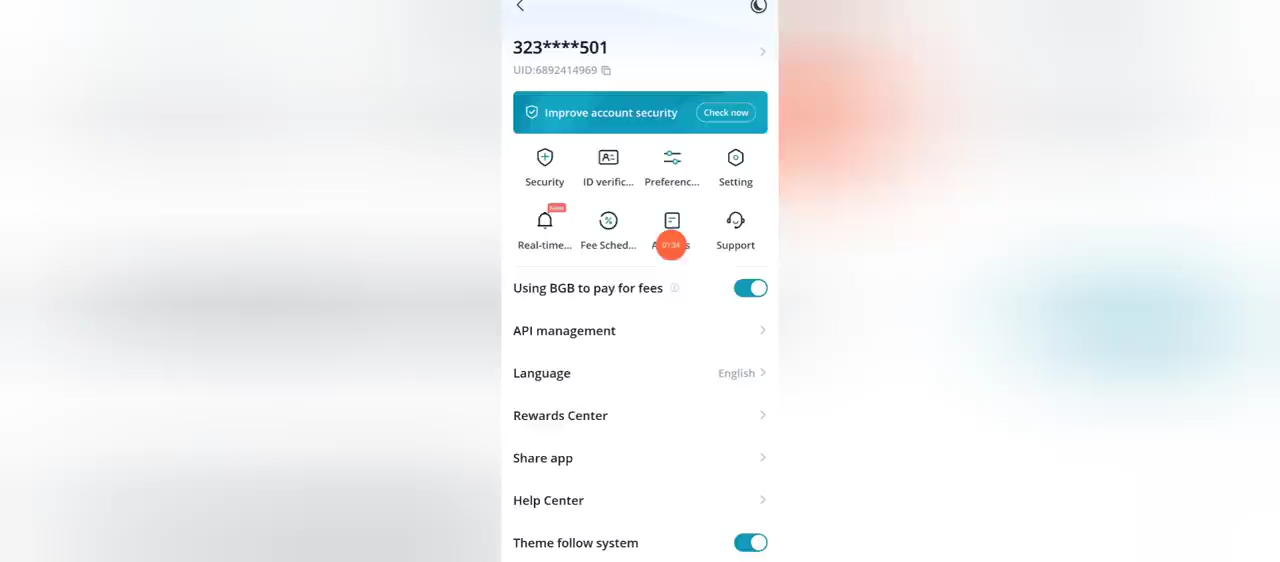 323****501
UID:6892414969
Improve account security
Check now
Security
ID verific...
Preferenc...
Setting
Real-time...
Fee Sched...
01:34
Support
Using BGB to pay for fees
API management
Language
English
Rewards Center
Share app
Help Center
Theme follow system